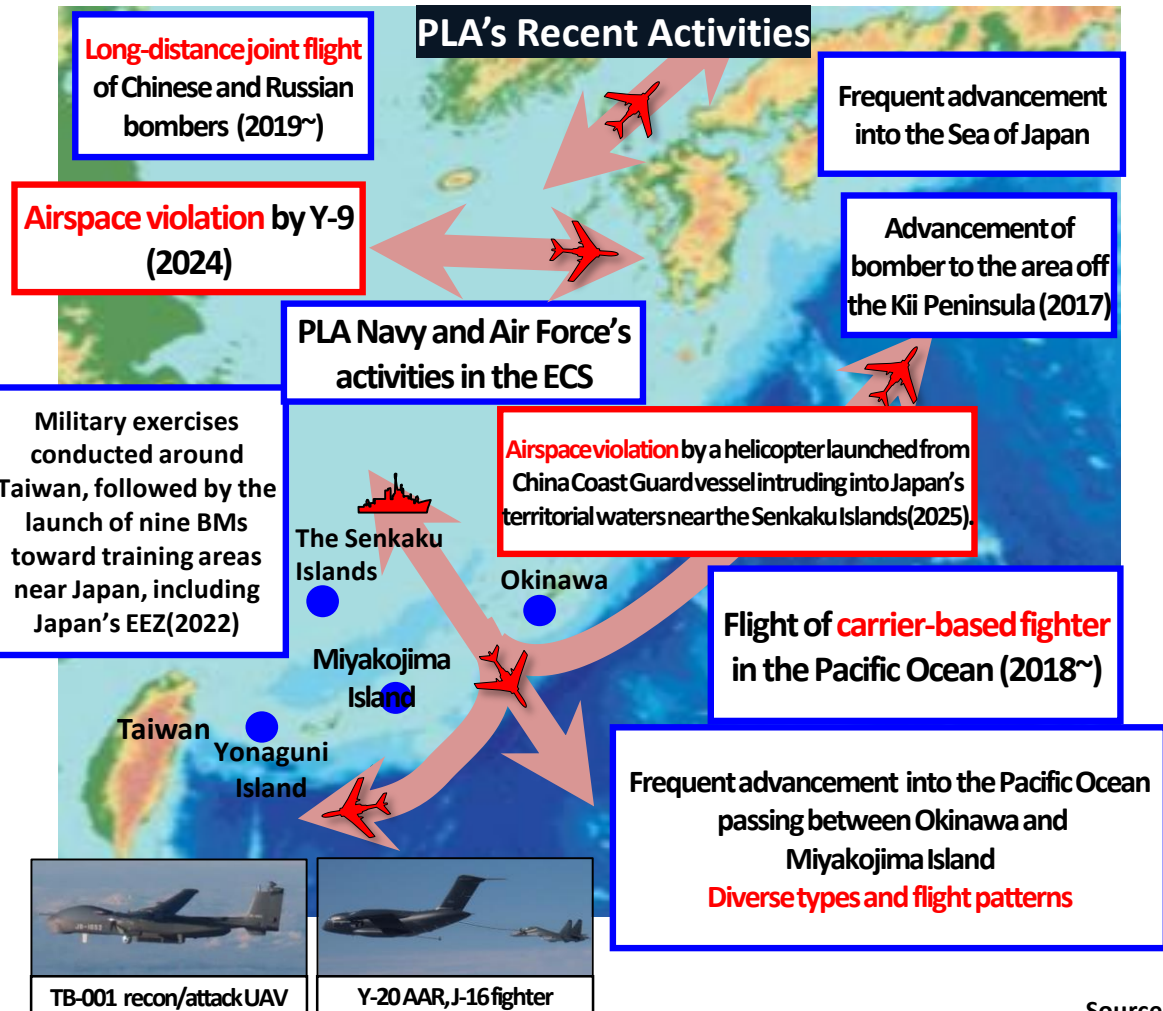 PLA's Recent Activities
Long-distance joint flight
of Chinese and Russian
bombers (2019~)
Frequent advancement
into the Sea of Japan
Airspace violation by Y-9
(2024)
Advancement of
bomber to the area off
the Kii Peninsula (2017)
PLA Navy and Air Force's
activities in the ECS
Military exercises
conducted around
Taiwan, followed by the
launch of nine BMs
toward training areas
near Japan, including
Japan's EEZ(2022)
Airspace violation by a helicopter launched from
China Coast Guard vessel intruding into Japan's
territorial waters near the Senkaku Islands(2025).
The Senkaku
Islands
Okinawa
Flight of carrier-based fighter
in the Pacific Ocean (2018~)
Miyakojima
Island
Taiwan
Yonaguni
Island
Frequent advancement into the Pacific Ocean
passing between Okinawa and
Miyakojima Island
Diverse types and flight patterns
TB-001 recon/attack UAV
Y-20 AAR, J-16 fighter
Source